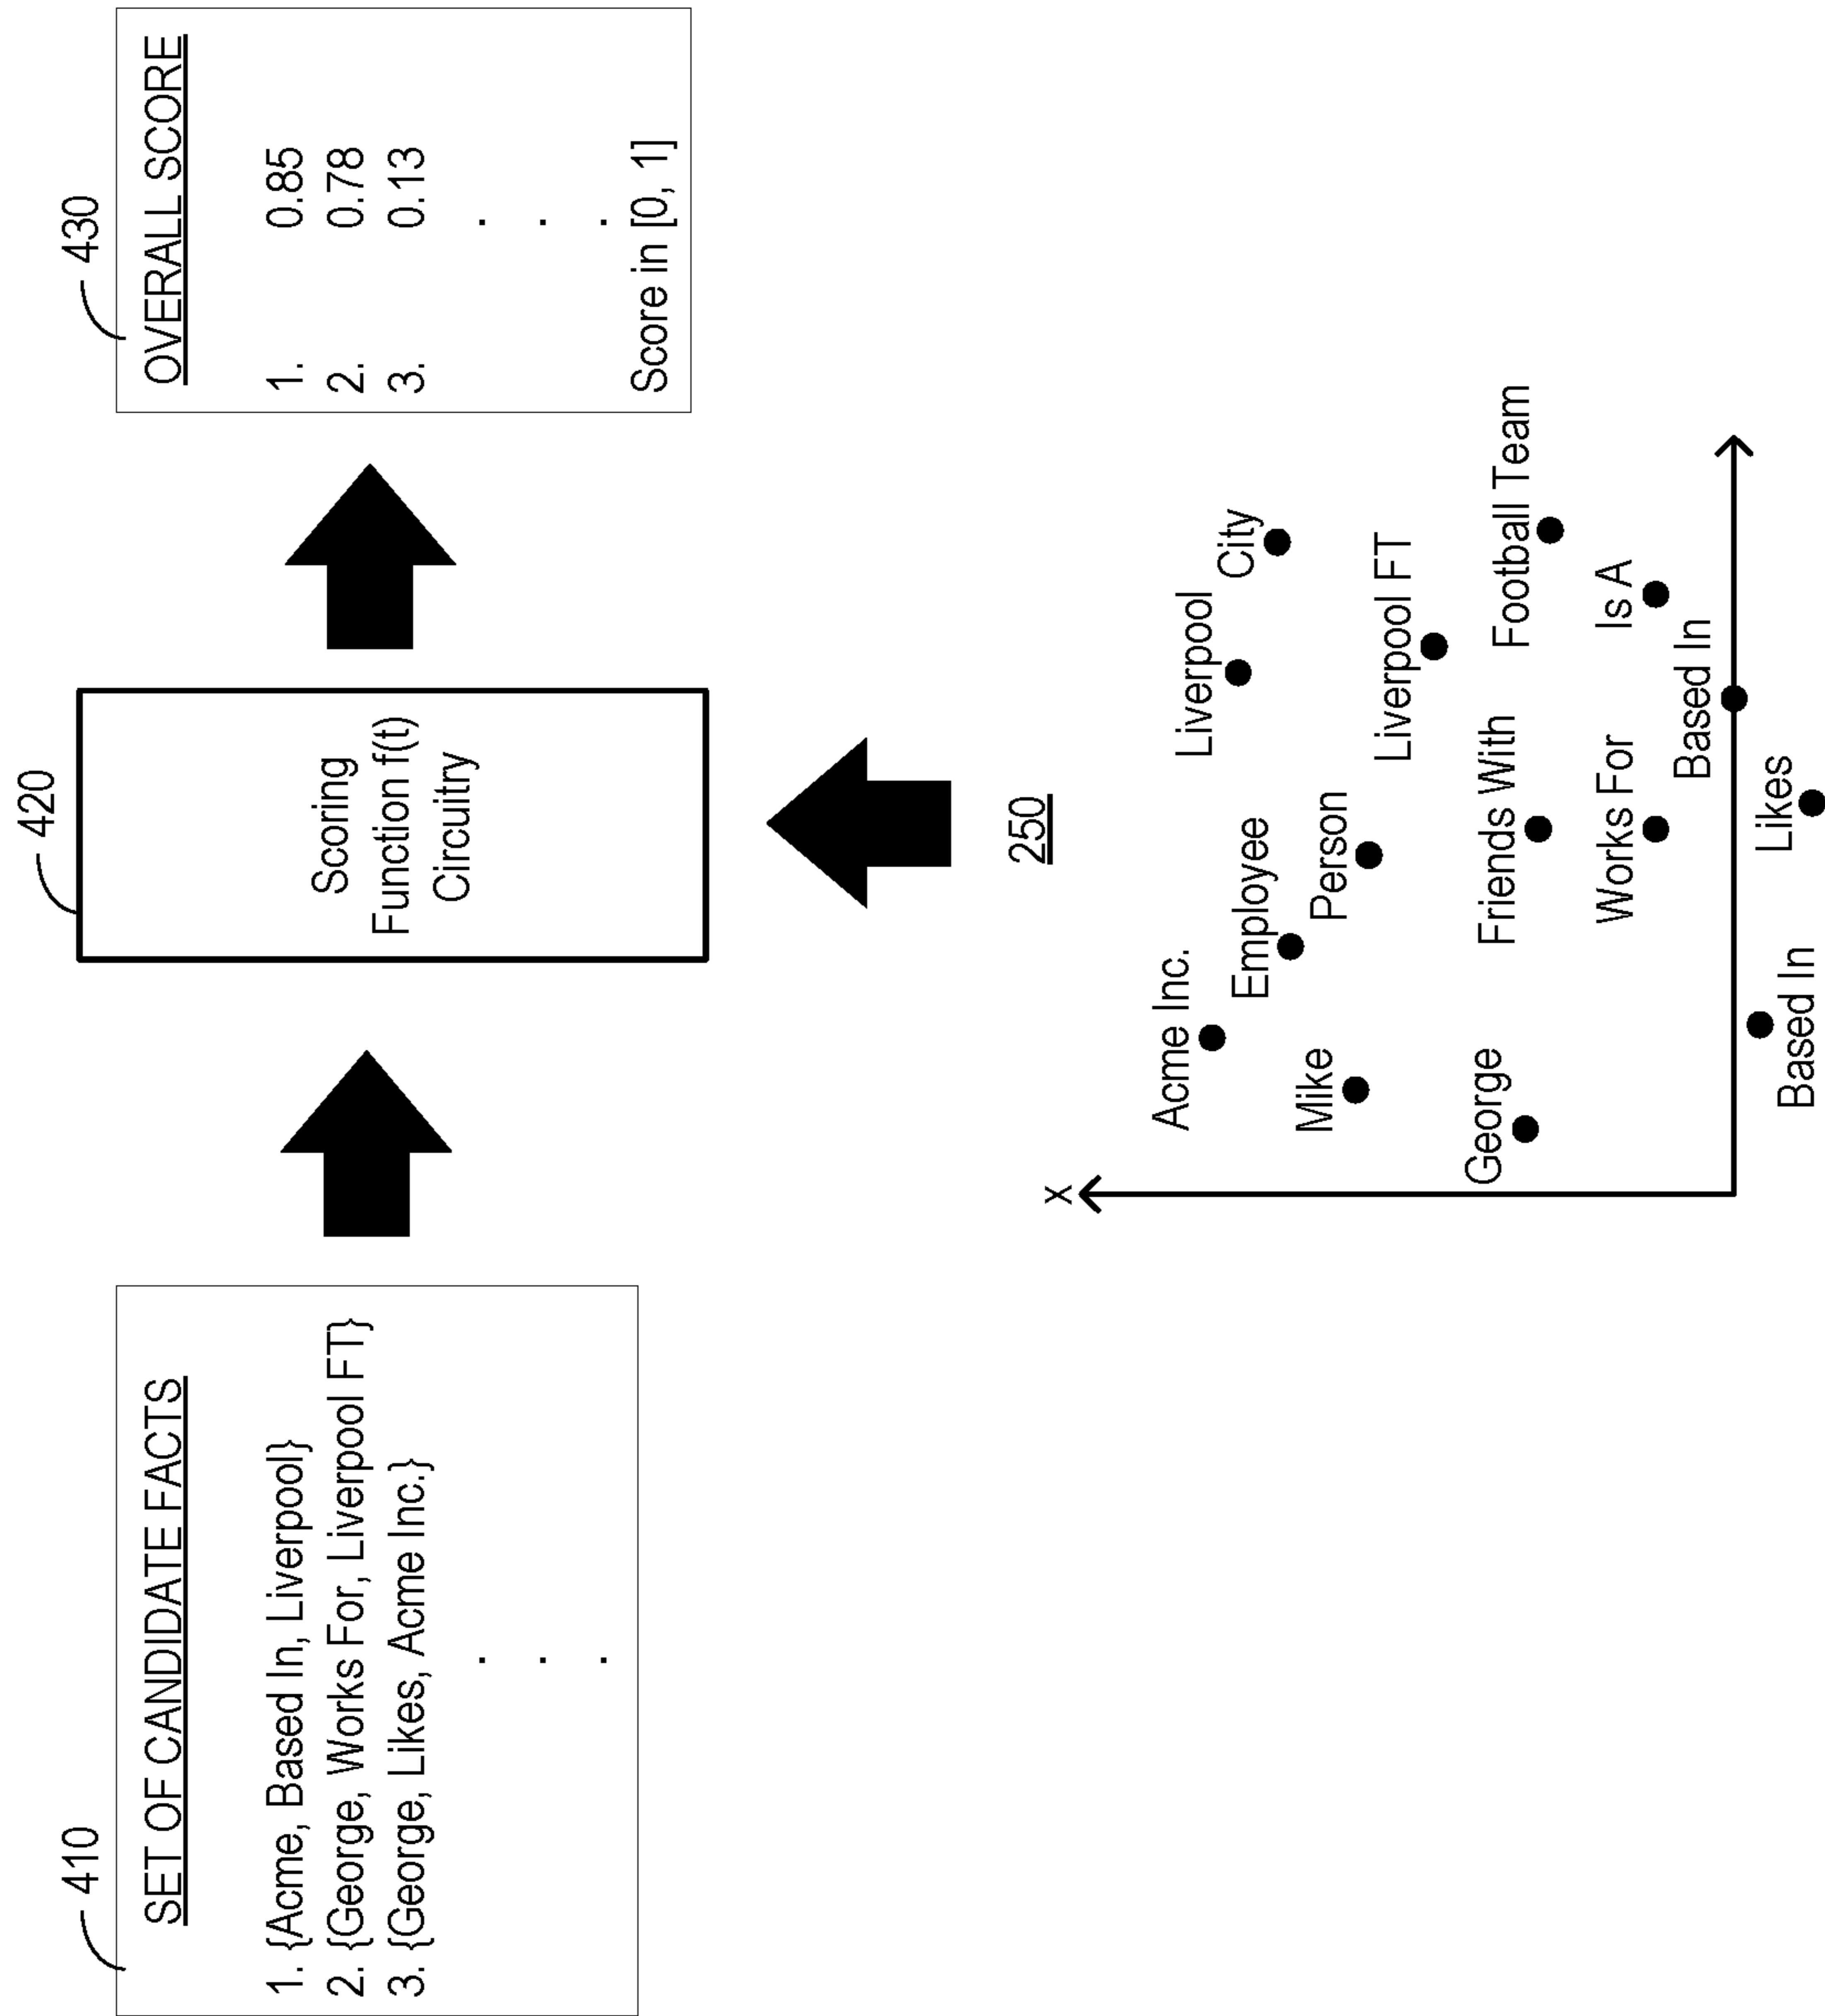 410
SET OF CANDIDATE FACTS
1. {Acme, Based In, Liverpool}
2. {George, Works For, Liverpool FT}
3. {George, Likes, Acme Inc.}
.
.
.
420
Scoring
Function f(t)
Circuitry
430
OVERALL SCORE
1. 0.85
2. 0.78
3. 0.13
.
.
.
Score in [0, 1]
250
X
Acme Inc.
Liverpool
Employee
City
Mike
Person
Liverpool FT
George
Friends With
Football Team
Works For
Is A
Based In
Likes
Based In